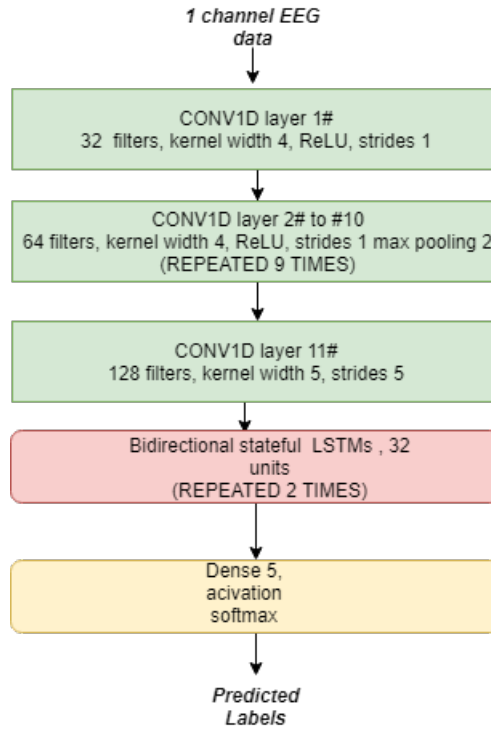 1 channel EEG
data
CONV1D layer 1#
32 filters, kernel width 4, ReLU, strides 1
CONV1D layer 2# to #10
64 filters, kernel width 4, ReLU, strides 1 max pooling 2
(REPEATED 9 TIMES)
CONV1D layer 11#
128 filters, kernel width 5, strides 5
Bidirectional stateful LSTMs , 32
units
(REPEATED 2 TIMES)
Dense 5,
acivation
softmax
Predicted
Labels